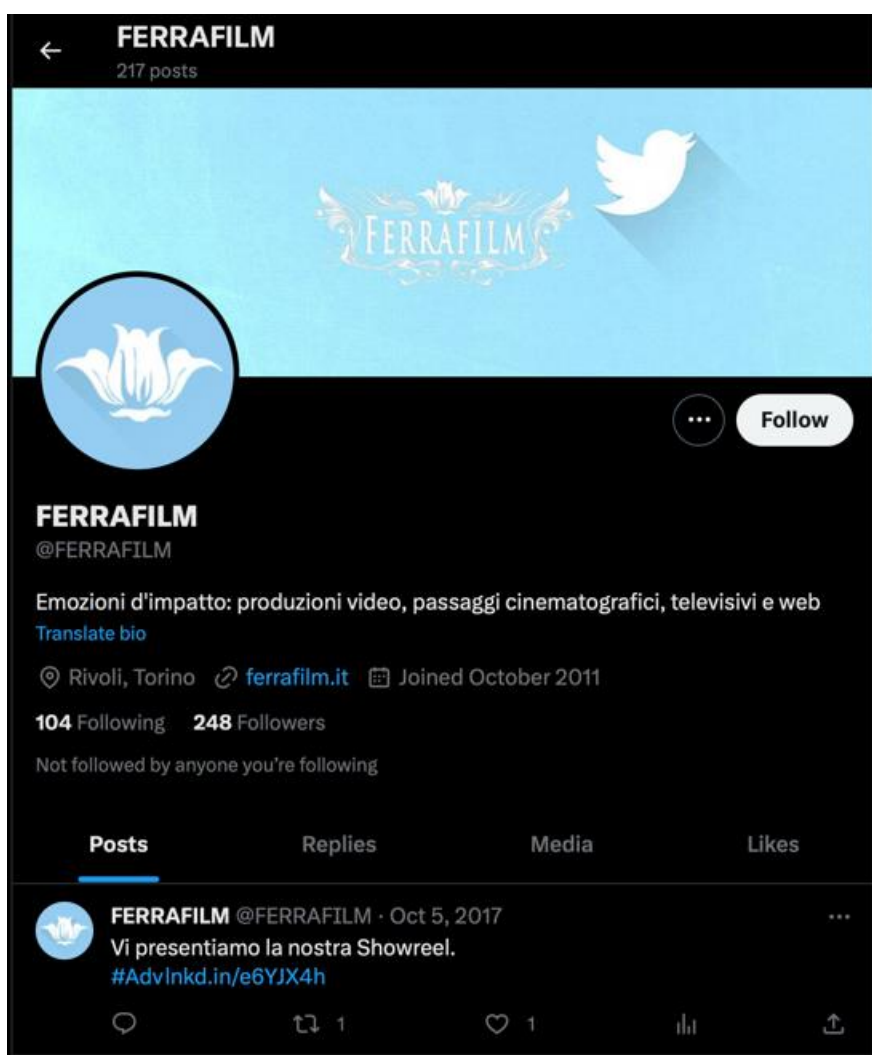 FERRAFILM
217 posts
FERRAFILM
Follow
FERRAFILM
@FERRAFILM
Emozioni d'impatto: produzioni video, passaggi cinematografici, televisivi e web
Translate bio
Rivoli, Torino ferrafilm.it Joined October 2011
104 Following 248 Followers
Not followed by anyone you're following
Posts Replies Media Likes
FERRAFILM @FERRAFILM · Oct 5, 2017
Vi presentiamo la nostra Showreel.
#Advlnkd.in/e6YJX4h
1 1